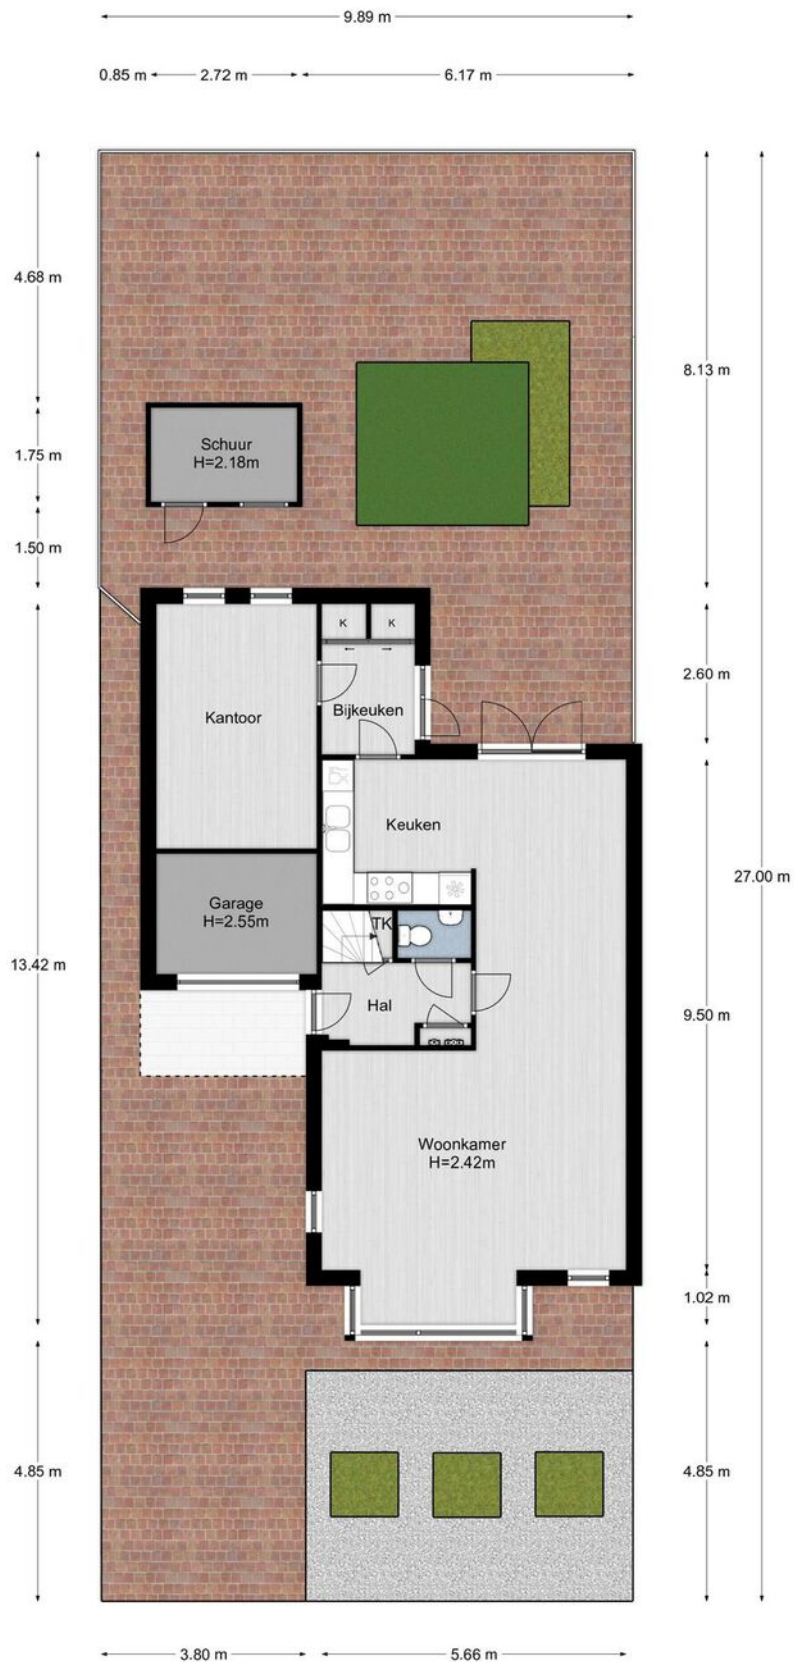 9.89 m
0.85 m
2.72 m
6.17 m
4.68 m
8.13 m
Schuur
H=2.18m
1.75 m
1.50 m
K
K
2.60 m
Bijkeuken
Kantoor
Keuken
27.00 m
Garage
H=2.55m
TK
13.42 m
Hal
9.50 m
Woonkamer
H=2.42m
1.02 m
4.85 m
4.85 m
3.80 m
5.66 m